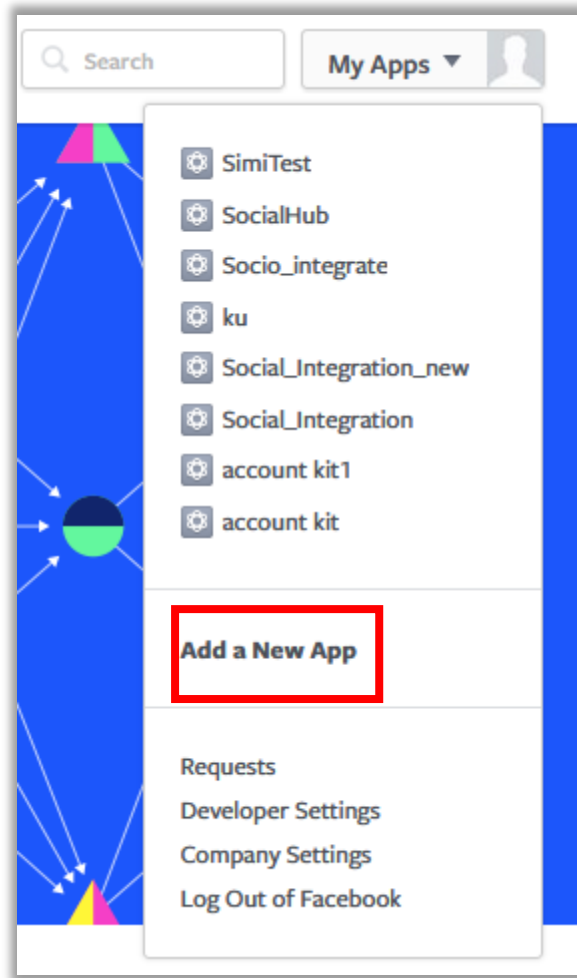 Search
My Apps
SimiTest
SocialHub
Socio_integrate
ku
Social_Integration_new
Social_Integration
account kit1
account kit
Add a New App
Requests
Developer Settings
Company Settings
Log Out of Facebook